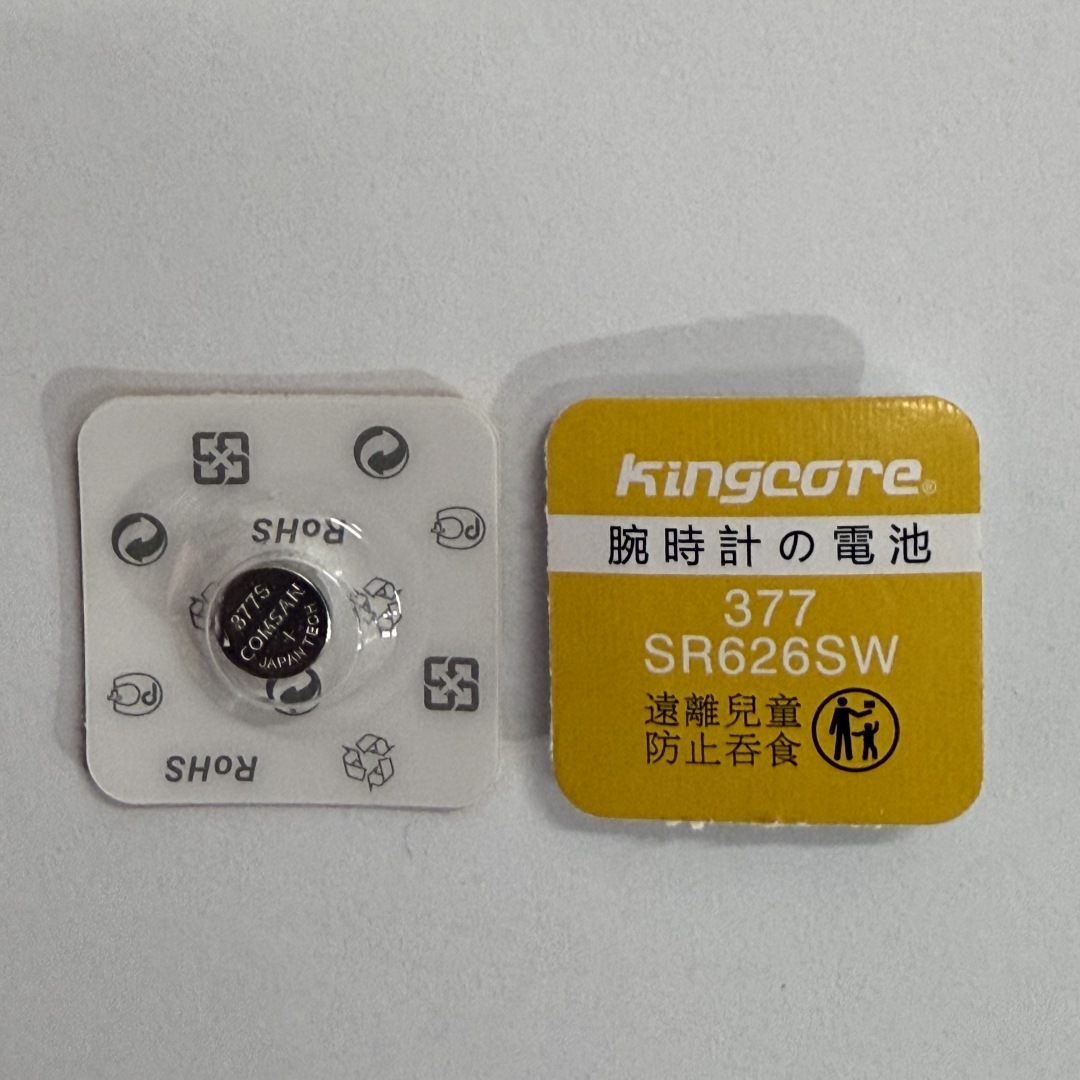 RoHS
377S
COMSAN
+
JAPAN TECH
RoHS
kingcore®
腕時計の電池
377
SR626SW
遠離兒童
防止吞食